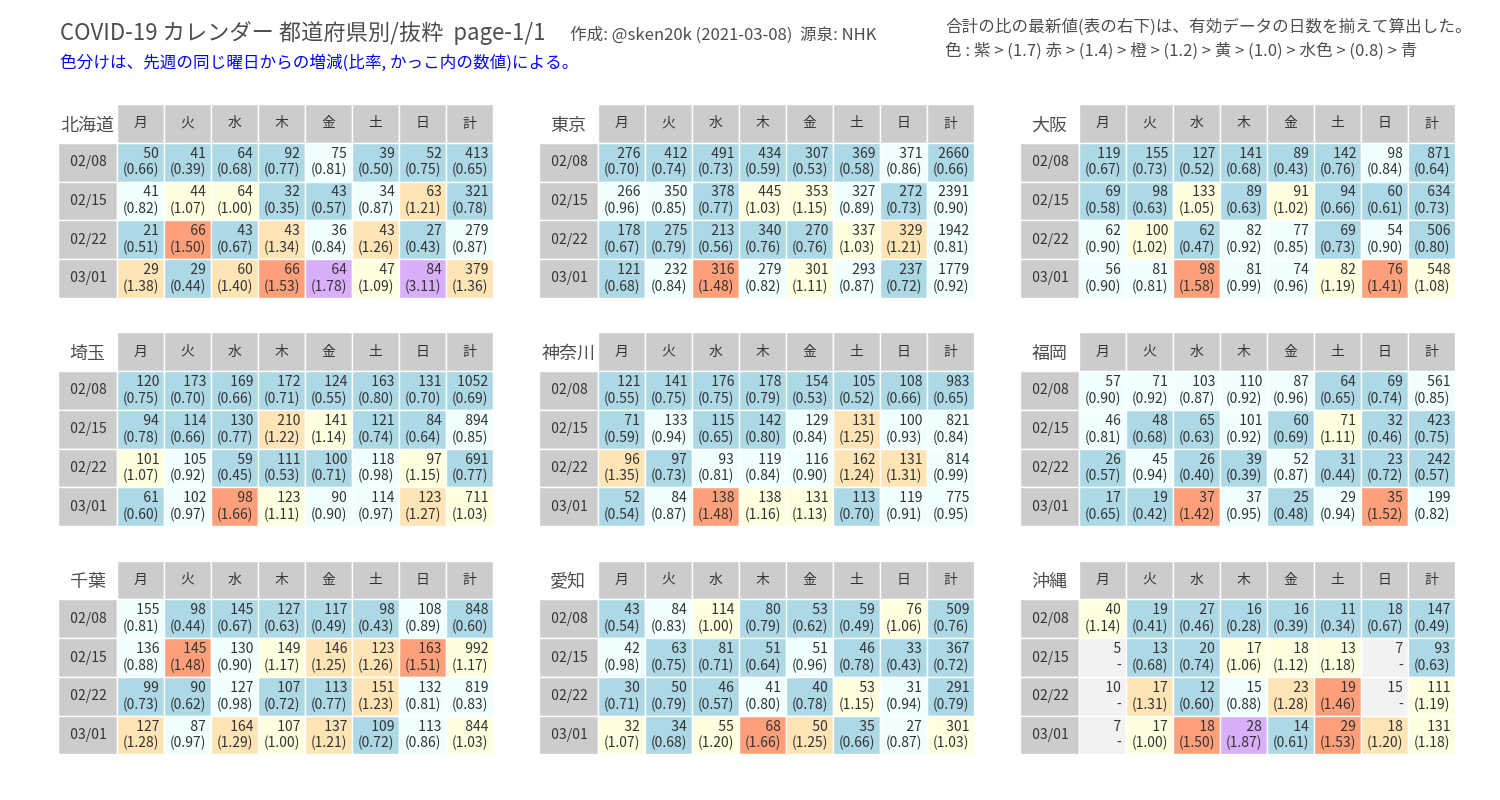 COVID-19 カレンダー 都道府県別/抜粋 page-1/1 作成: @sken20k (2021-03-08) 源泉: NHK
合計の比の最新値(表の右下)は、有効データの日数を揃えて算出した。
色分けは、先週の同じ曜日からの増減(比率, かっこ内の数値)による。
色 : 紫 > (1.7) 赤 > (1.4) > 橙 > (1.2) > 黄 > (1.0) > 水色 > (0.8) > 青
北海道 月 火 水 木 金 土 日 計
02/08 50 41 64 92 75 39 52 413
(0.66) (0.39) (0.68) (0.77) (0.81) (0.50) (0.75) (0.65)
02/15 41 44 64 32 43 34 63 321
(0.82) (1.07) (1.00) (0.35) (0.57) (0.87) (1.21) (0.78)
02/22 21 66 43 43 36 43 27 279
(0.51) (1.50) (0.67) (1.34) (0.84) (1.26) (0.43) (0.87)
03/01 29 29 60 66 64 47 84 379
(1.38) (0.44) (1.40) (1.53) (1.78) (1.09) (3.11) (1.36)
東京 月 火 水 木 金 土 日 計
02/08 276 412 491 434 307 369 371 2660
(0.70) (0.74) (0.73) (0.59) (0.53) (0.58) (0.86) (0.66)
02/15 266 350 378 445 353 327 272 2391
(0.96) (0.85) (0.77) (1.03) (1.15) (0.89) (0.73) (0.90)
02/22 178 275 213 340 270 337 329 1942
(0.67) (0.79) (0.56) (0.76) (0.76) (1.03) (1.21) (0.81)
03/01 121 232 316 279 301 293 237 1779
(0.68) (0.84) (1.48) (0.82) (1.11) (0.87) (0.72) (0.92)
大阪 月 火 水 木 金 土 日 計
02/08 119 155 127 141 89 142 98 871
(0.67) (0.73) (0.52) (0.68) (0.43) (0.76) (0.84) (0.64)
02/15 69 98 133 89 91 94 60 634
(0.58) (0.63) (1.05) (0.63) (1.02) (0.66) (0.61) (0.73)
02/22 62 100 62 82 77 69 54 506
(0.90) (1.02) (0.47) (0.92) (0.85) (0.73) (0.90) (0.80)
03/01 56 81 98 81 74 82 76 548
(0.90) (0.81) (1.58) (0.99) (0.96) (1.19) (1.41) (1.08)
埼玉 月 火 水 木 金 土 日 計
02/08 120 173 169 172 124 163 131 1052
(0.75) (0.70) (0.66) (0.71) (0.55) (0.80) (0.70) (0.69)
02/15 94 114 130 210 141 121 84 894
(0.78) (0.66) (0.77) (1.22) (1.14) (0.74) (0.64) (0.85)
02/22 101 105 59 111 100 118 97 691
(1.07) (0.92) (0.45) (0.53) (0.71) (0.98) (1.15) (0.77)
03/01 61 102 98 123 90 114 123 711
(0.60) (0.97) (1.66) (1.11) (0.90) (0.97) (1.27) (1.03)
神奈川 月 火 水 木 金 土 日 計
02/08 121 141 176 178 154 105 108 983
(0.55) (0.75) (0.75) (0.79) (0.53) (0.52) (0.66) (0.65)
02/15 71 133 115 142 129 131 100 821
(0.59) (0.94) (0.65) (0.80) (0.84) (1.25) (0.93) (0.84)
02/22 96 97 93 119 116 162 131 814
(1.35) (0.73) (0.81) (0.84) (0.90) (1.24) (1.31) (0.99)
03/01 52 84 138 138 131 113 119 775
(0.54) (0.87) (1.48) (1.16) (1.13) (0.70) (0.91) (0.95)
福岡 月 火 水 木 金 土 日 計
02/08 57 71 103 110 87 64 69 561
(0.90) (0.92) (0.87) (0.92) (0.96) (0.65) (0.74) (0.85)
02/15 46 48 65 101 60 71 32 423
(0.81) (0.68) (0.63) (0.92) (0.69) (1.11) (0.46) (0.75)
02/22 26 45 26 39 52 31 23 242
(0.57) (0.94) (0.40) (0.39) (0.87) (0.44) (0.72) (0.57)
03/01 17 19 37 37 25 29 35 199
(0.65) (0.42) (1.42) (0.95) (0.48) (0.94) (1.52) (0.82)
千葉 月 火 水 木 金 土 日 計
02/08 155 98 145 127 117 98 108 848
(0.81) (0.44) (0.67) (0.63) (0.49) (0.43) (0.89) (0.60)
02/15 136 145 130 149 146 123 163 992
(0.88) (1.48) (0.90) (1.17) (1.25) (1.26) (1.51) (1.17)
02/22 99 90 127 107 113 151 132 819
(0.73) (0.62) (0.98) (0.72) (0.77) (1.23) (0.81) (0.83)
03/01 127 87 164 107 137 109 113 844
(1.28) (0.97) (1.29) (1.00) (1.21) (0.72) (0.86) (1.03)
愛知 月 火 水 木 金 土 日 計
02/08 43 84 114 80 53 59 76 509
(0.54) (0.83) (1.00) (0.79) (0.62) (0.49) (1.06) (0.76)
02/15 42 63 81 51 51 46 33 367
(0.98) (0.75) (0.71) (0.64) (0.96) (0.78) (0.43) (0.72)
02/22 30 50 46 41 40 53 31 291
(0.71) (0.79) (0.57) (0.80) (0.78) (1.15) (0.94) (0.79)
03/01 32 34 55 68 50 35 27 301
(1.07) (0.68) (1.20) (1.66) (1.25) (0.66) (0.87) (1.03)
沖縄 月 火 水 木 金 土 日 計
02/08 40 19 27 16 16 11 18 147
(1.14) (0.41) (0.46) (0.28) (0.39) (0.34) (0.67) (0.49)
02/15 5 13 20 17 18 13 7 93
- (0.68) (0.74) (1.06) (1.12) (1.18) - (0.63)
02/22 10 17 12 15 23 19 15 111
- (1.31) (0.60) (0.88) (1.28) (1.46) - (1.19)
03/01 7 17 18 28 14 29 18 131
- (1.00) (1.50) (1.87) (0.61) (1.53) (1.20) (1.18)